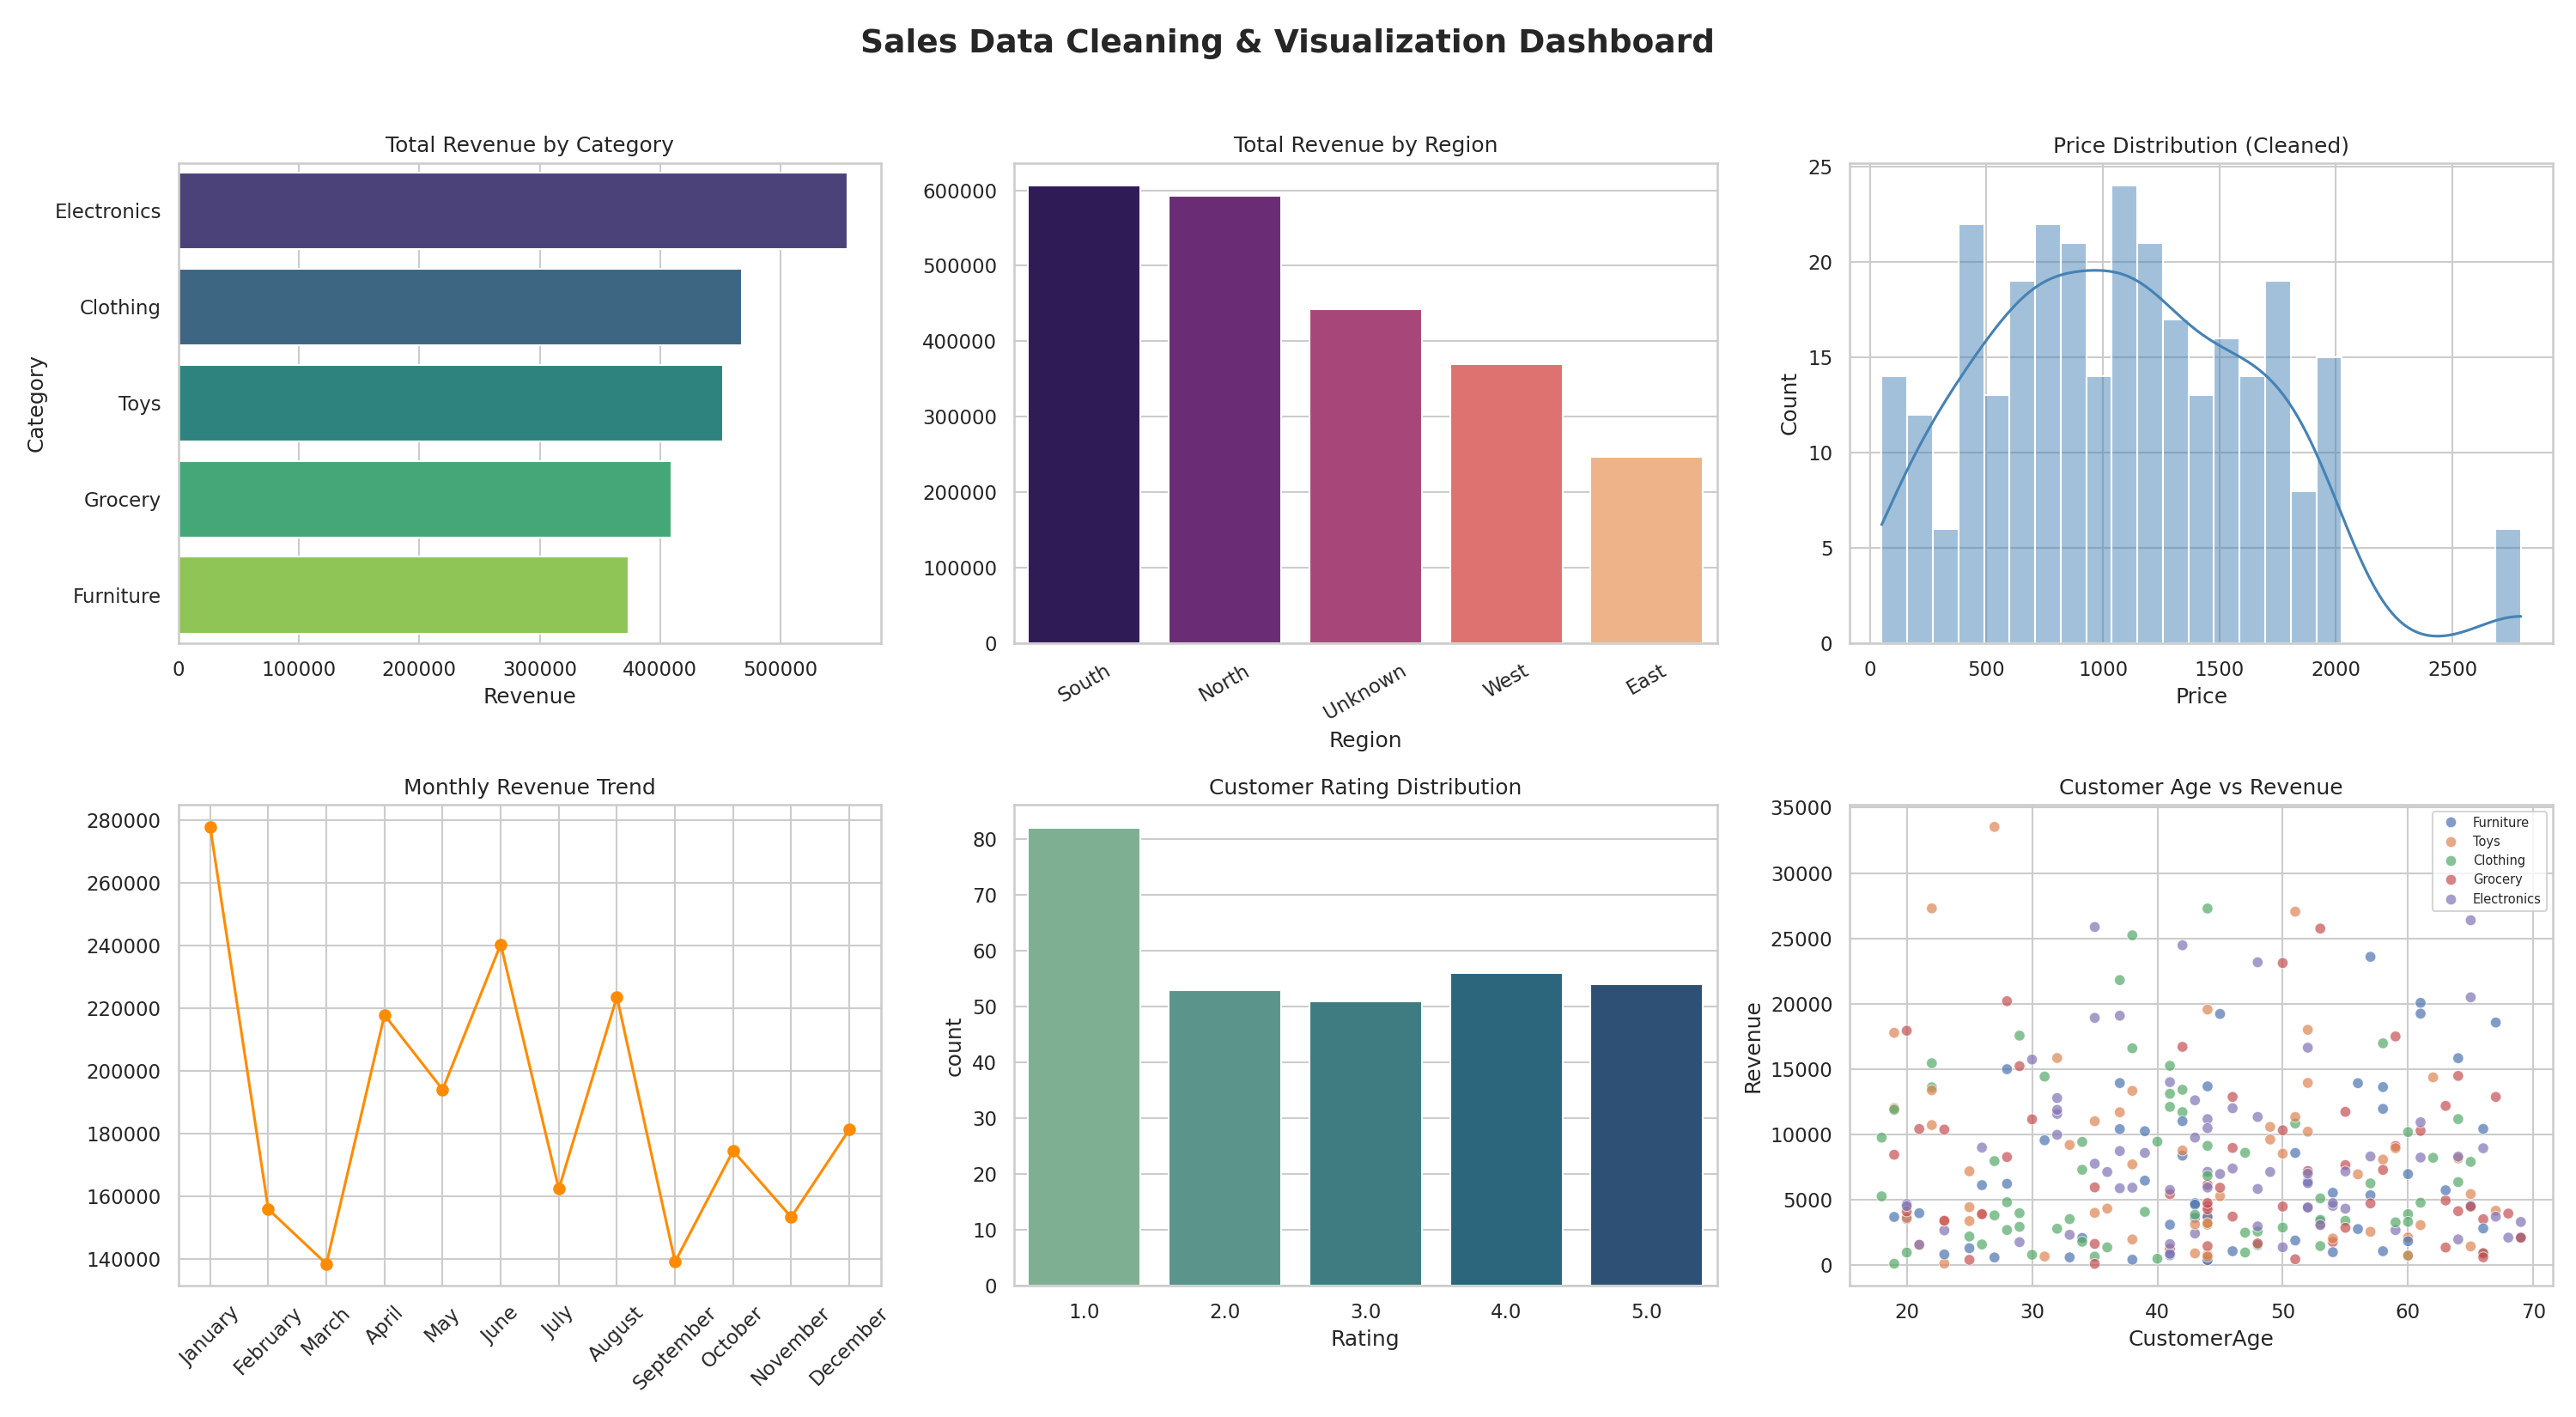 Sales Data Cleaning & Visualization Dashboard
Total Revenue by Category
Category
Electronics
Clothing
Toys
Grocery
Furniture
0 100000 200000 300000 400000 500000
Revenue
Total Revenue by Region
600000
500000
400000
300000
200000
100000
0
South North Unknown West East
Region
Price Distribution (Cleaned)
Count
25
20
15
10
5
0
0 500 1000 1500 2000 2500
Price
Monthly Revenue Trend
280000
260000
240000
220000
200000
180000
160000
140000
January February March April May June July August September October November December
Customer Rating Distribution
count
80
70
60
50
40
30
20
10
0
1.0 2.0 3.0 4.0 5.0
Rating
Customer Age vs Revenue
Revenue
35000
30000
25000
20000
15000
10000
5000
0
Furniture
Toys
Clothing
Grocery
Electronics
20 30 40 50 60 70
CustomerAge